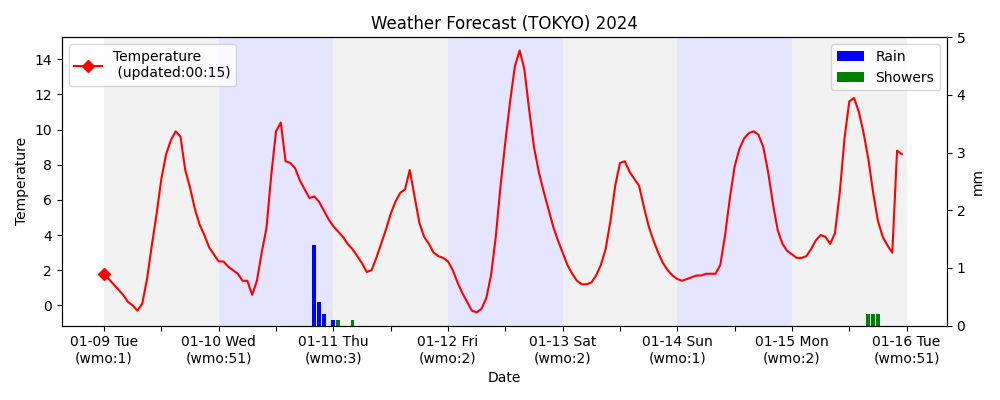 Weather Forecast (TOKYO) 2024
Temperature
(updated:00:15)
Rain
Showers
Temperature
14
12
10
8
6
4
2
0
5
4
3
2
1
0
mm
01-09 Tue
(wmo:1)
01-10 Wed
(wmo:51)
01-11 Thu
(wmo:3)
01-12 Fri
(wmo:2)
01-13 Sat
(wmo:2)
01-14 Sun
(wmo:1)
01-15 Mon
(wmo:2)
01-16 Tue
(wmo:51)
Date